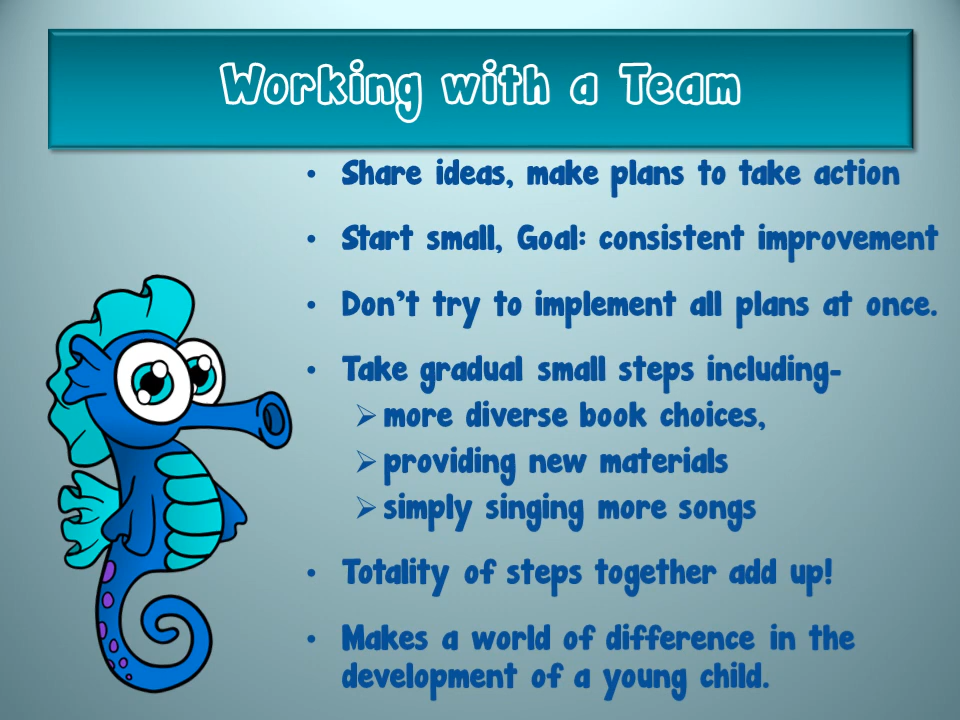 Working with a Team
• Share ideas, make plans to take action
• Start small, Goal: consistent improvement
• Don't try to implement all plans at once.
• Take gradual small steps including-
➢ more diverse book choices,
➢ providing new materials
➢ simply singing more songs
• Totality of steps together add up!
• Makes a world of difference in the
development of a young child.